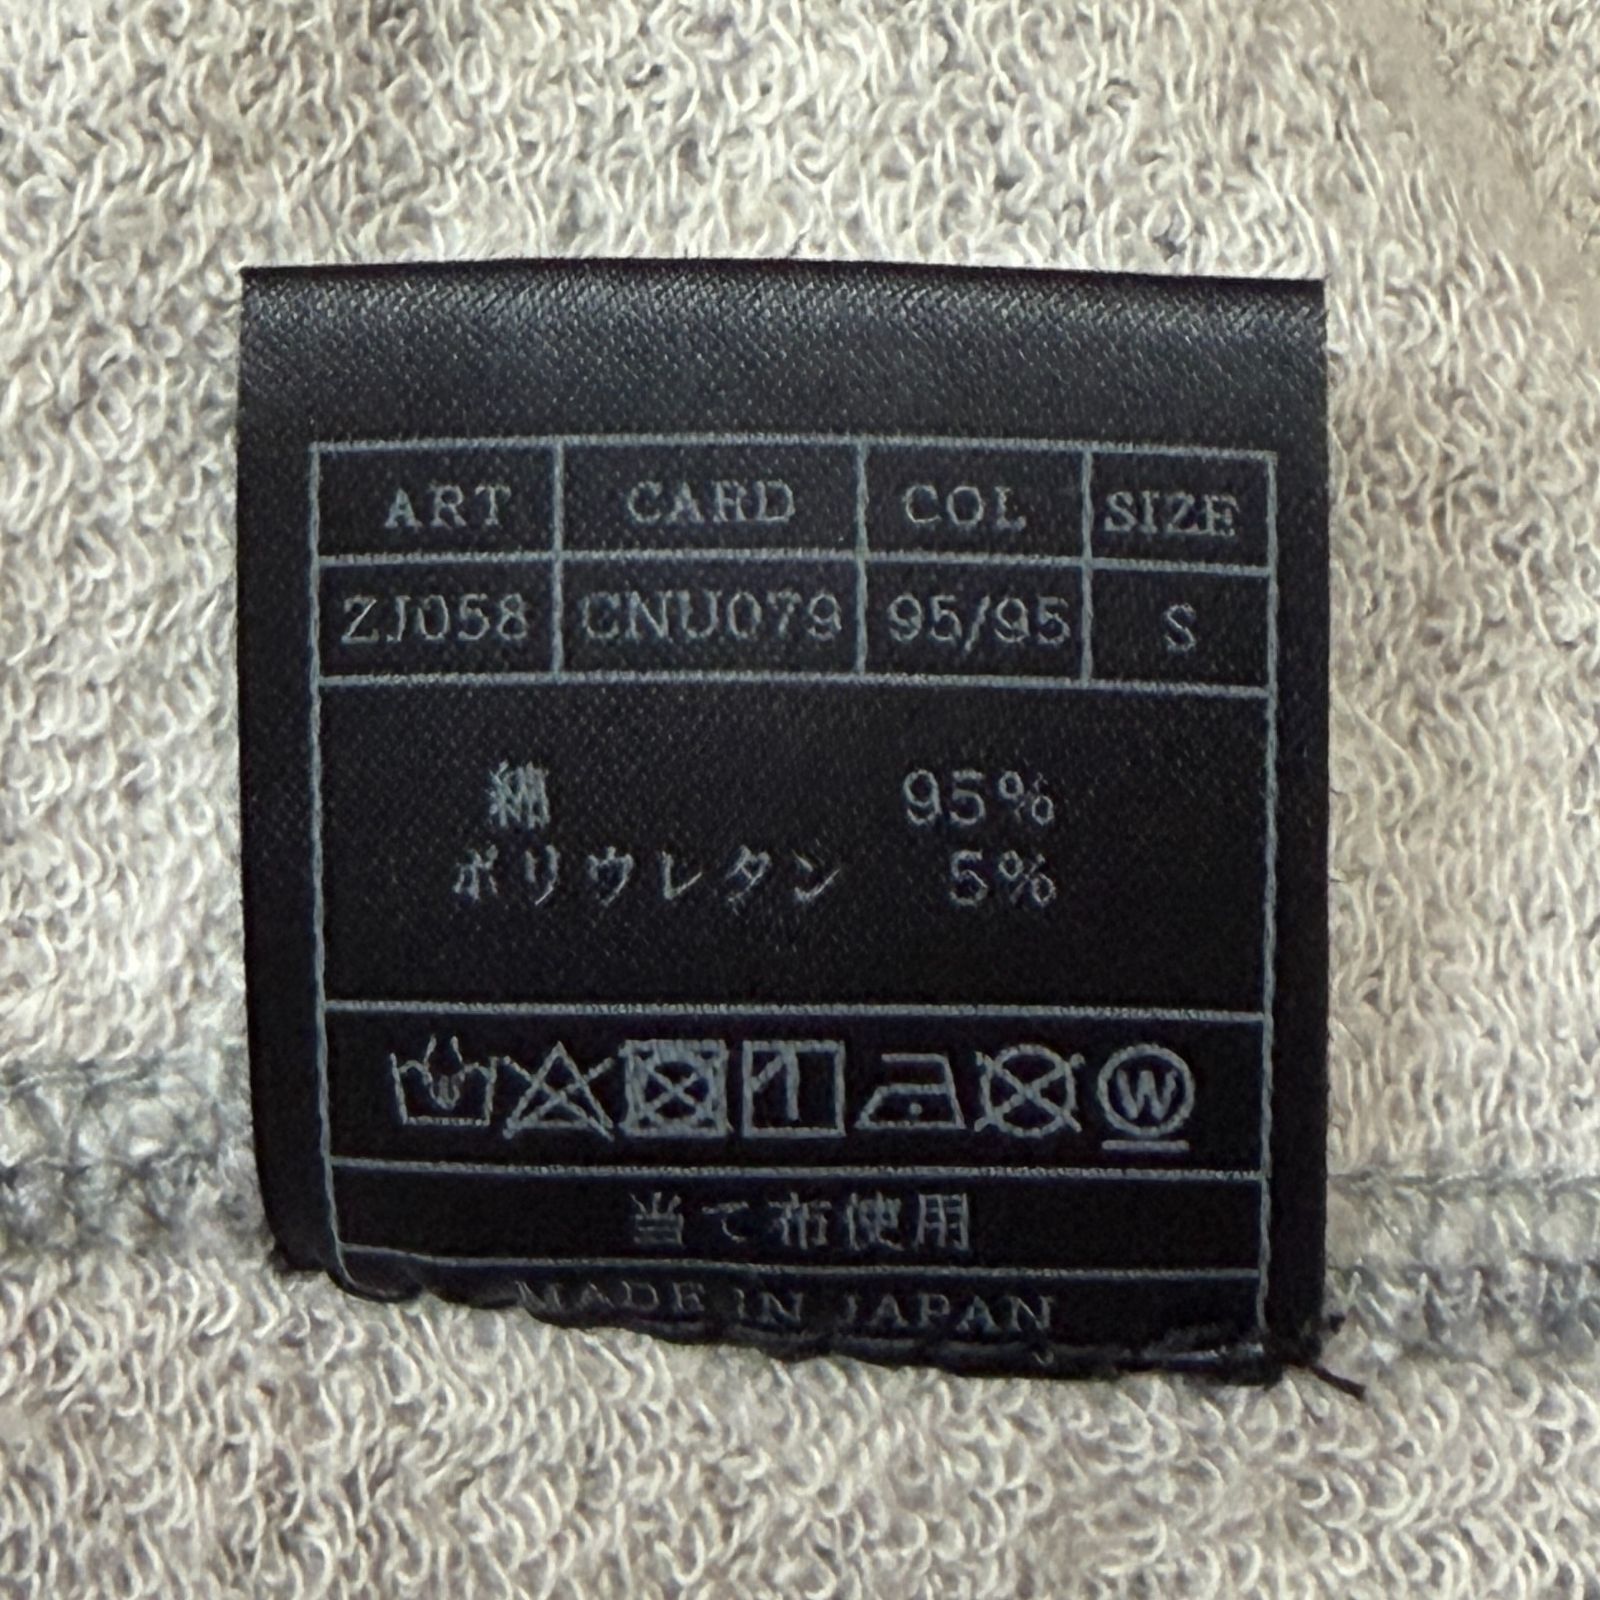 ART CARD COL SIZE
ZJ058 CNU079 95/95 S
綿 95%
ポリウレタン 5%
W
当て布使用
MADE IN JAPAN